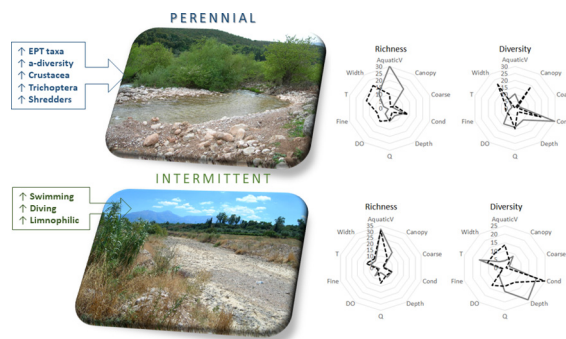 PERENNIAL
↑ EPT taxa
↑ a-diversity
↑ Crustacea
↑ Trichoptera
↑ Shredders
Richness
AquaticV
30
25
20
15
10
5
0
Canopy
Coarse
Cond
Depth
Q
DO
Fine
T
Width
Diversity
AquaticV
30
25
20
15
10
5
0
Canopy
Coarse
Cond
Depth
Q
DO
Fine
T
Width
INTERMITTENT
↑ Swimming
↑ Diving
↑ Limnophilic
Richness
AquaticV
35
30
25
20
15
10
5
0
Canopy
Coarse
Cond
Depth
Q
DO
Fine
T
Width
Diversity
AquaticV
25
20
15
10
5
0
Canopy
Coarse
Cond
Depth
Q
DO
Fine
T
Width